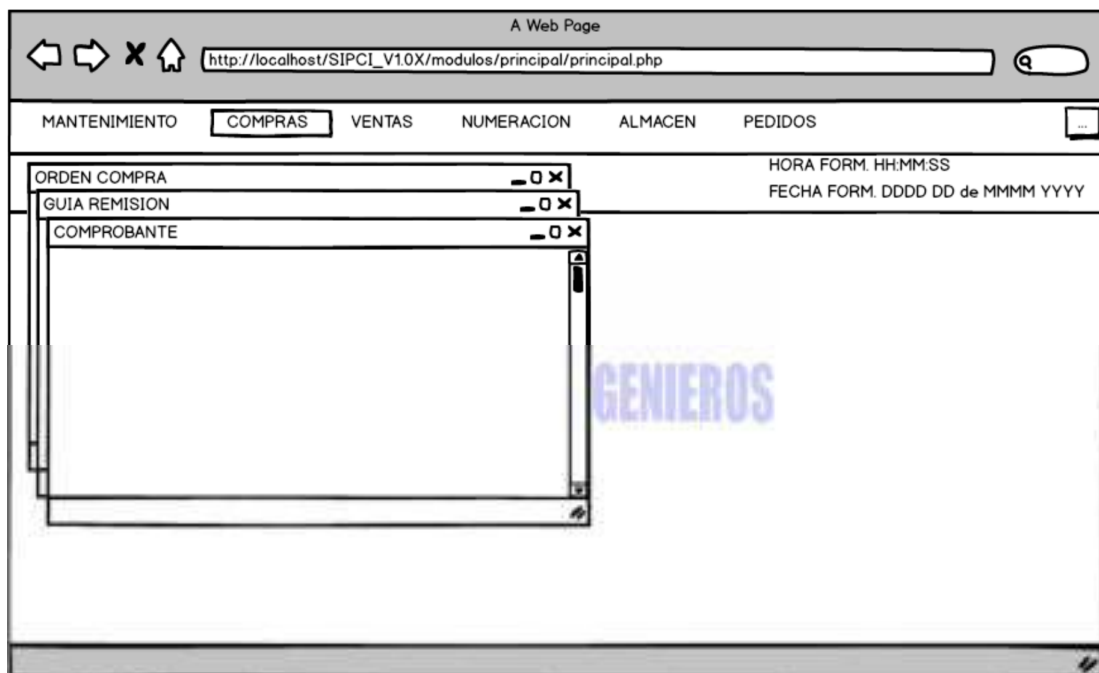 A Web Page
http://localhost/SIPCI_V1.0X/modulos/principal/principal.php
MANTENIMIENTO COMPRAS VENTAS NUMERACION ALMACEN PEDIDOS ...
HORA FORM. HH:MM:SS
FECHA FORM. DDDD DD de MMMM YYYY
ORDEN COMPRA
GUIA REMISION
COMPROBANTE
GENIEROS